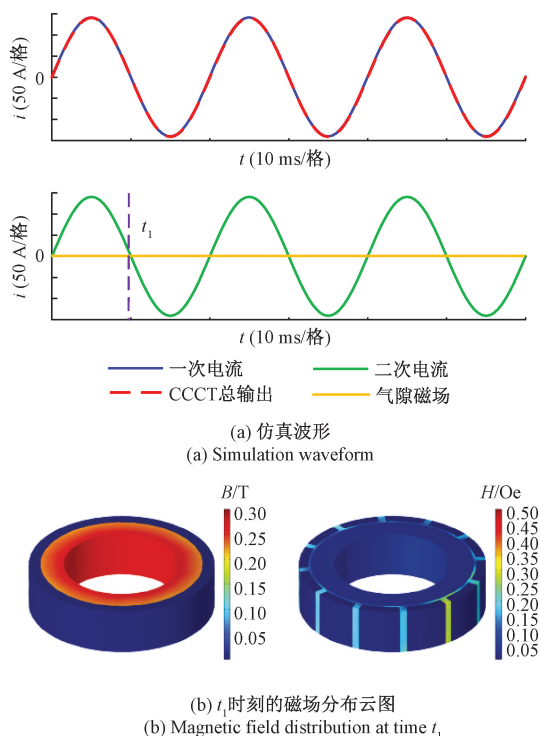 i (50 A/格)
0
t (10 ms/格)
i (50 A/格)
0
t₁
t (10 ms/格)
一次电流
二次电流
CCCT总输出
气隙磁场
(a) 仿真波形
(a) Simulation waveform
B/T
0.30
0.25
0.20
0.15
0.10
0.05
H/Oe
0.50
0.45
0.40
0.35
0.30
0.25
0.20
0.15
0.10
0.05
(b) t₁时刻的磁场分布云图
(b) Magnetic field distribution at time t₁